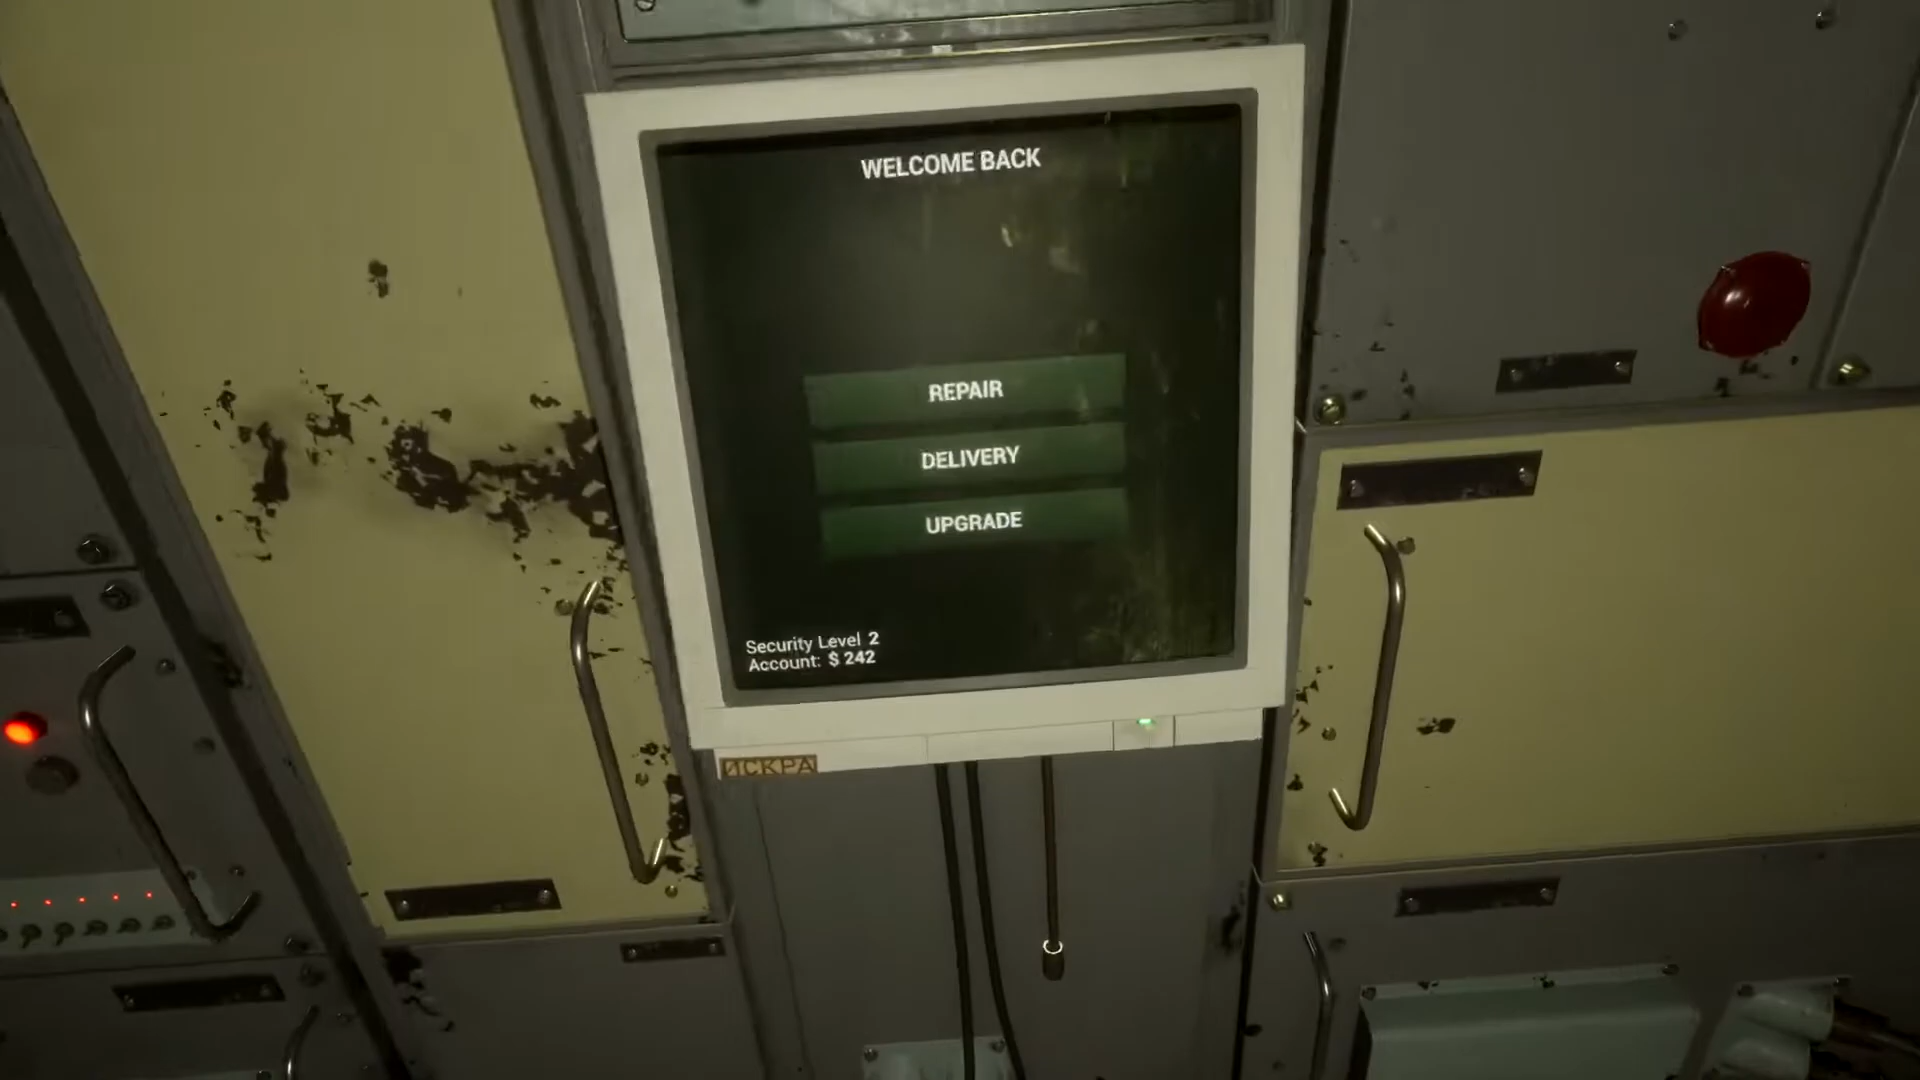 WELCOME BACK
REPAIR
DELIVERY
UPGRADE
Security Level 2
Account: $ 242
ИСКРА